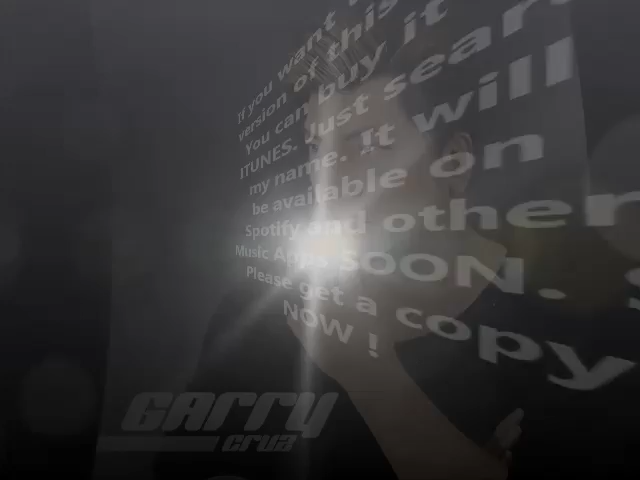 If you want
version of this
You can buy it
ITUNES. Just sear
my name. It will
be available on
Spotify and other
Music Apps SOON.
Please get a copy
NOW !
GArry
cruz